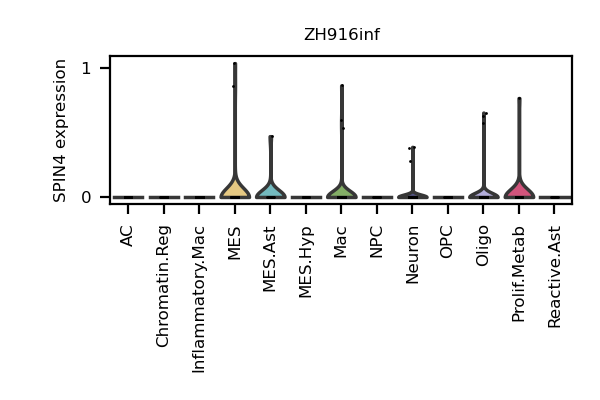 ZH916inf
SPIN4 expression
1
0
AC
Chromatin.Reg
Inflammatory.Mac
MES
MES.Ast
MES.Hyp
Mac
NPC
Neuron
OPC
Oligo
Prolif.Metab
Reactive.Ast